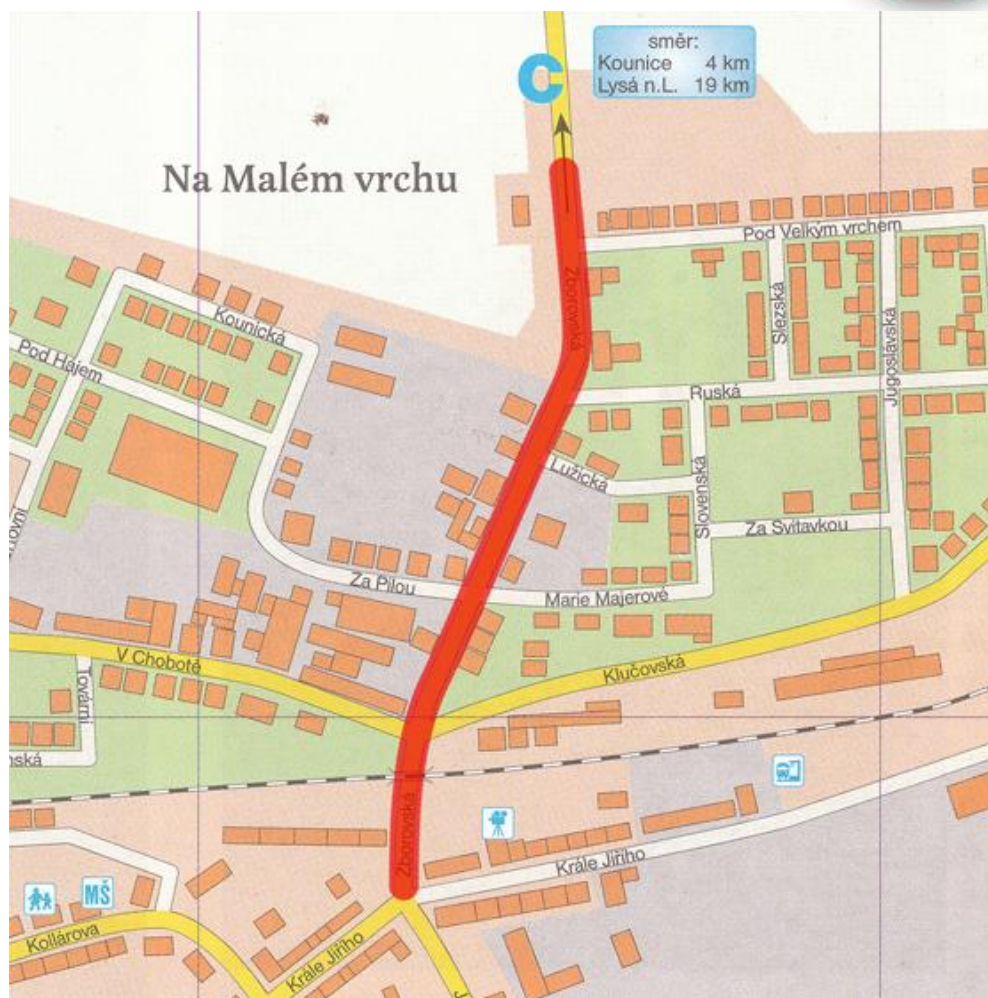 směr:
Kounice 4 km
Lysá n.L. 19 km
C
Na Malém vrchu
Pod Velkým vrchem
Zborovská
Slezská
Jugoslávská
Kounická
Pod Hájem
Ruská
Lužická
Slovenská
Za Svitavkou
Za Pilou
Marie Majerové
V Chobotě
Klučovská
Tovární
Zborovská
Krále Jiřího
MŠ
Kollárova
Krále Jiřího